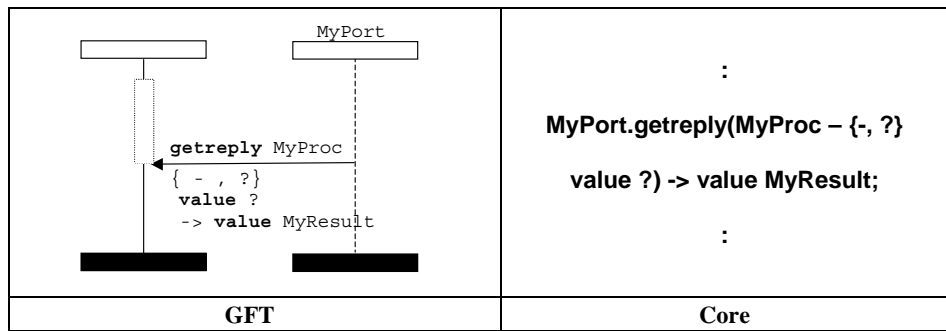 MyPort
getreply MyProc
{ - , ?}
value ?
-> value MyResult
:
MyPort.getreply(MyProc – {-, ?}
value ?) -> value MyResult;
:
GFT
Core